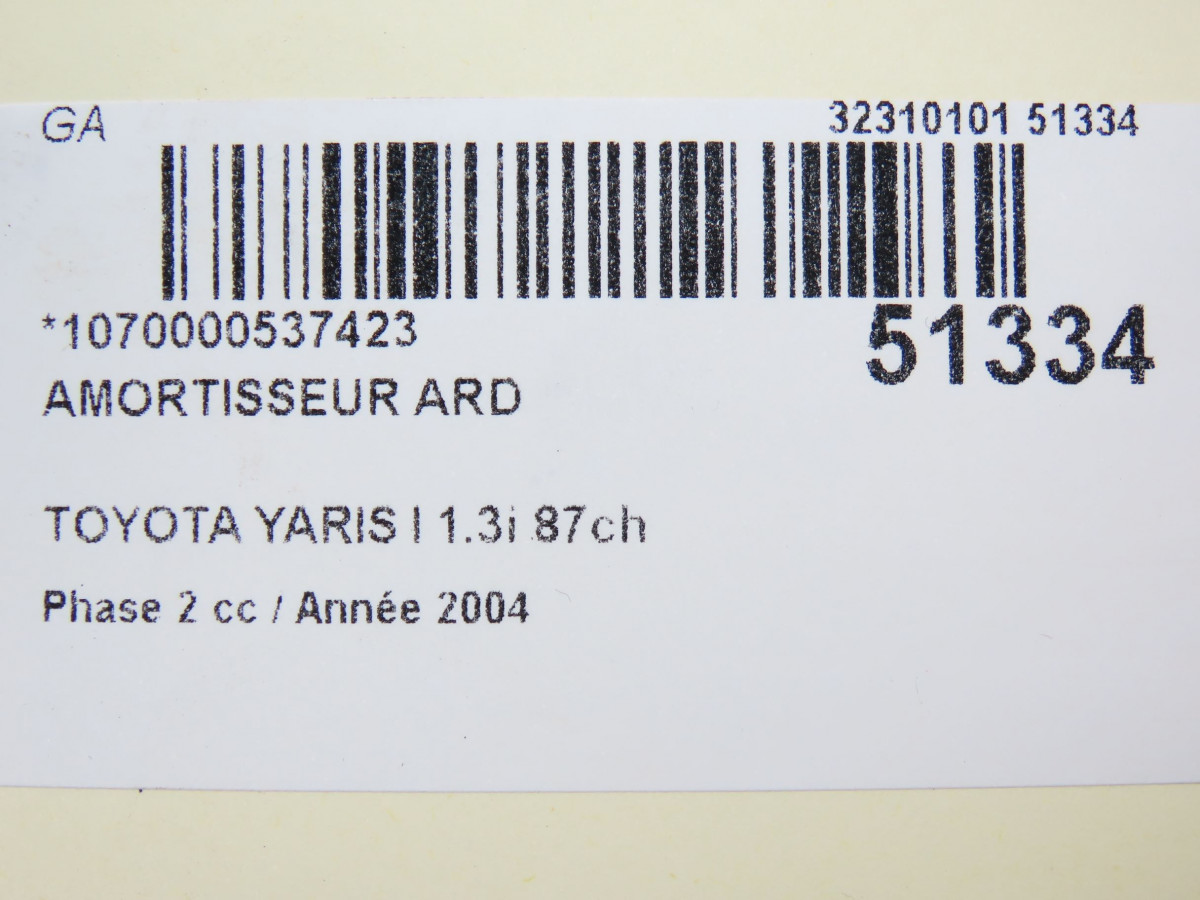 GA
32310101 51334
*1070000537423
51334
AMORTISSEUR ARD
TOYOTA YARIS I 1.3i 87ch
Phase 2 cc / Année 2004